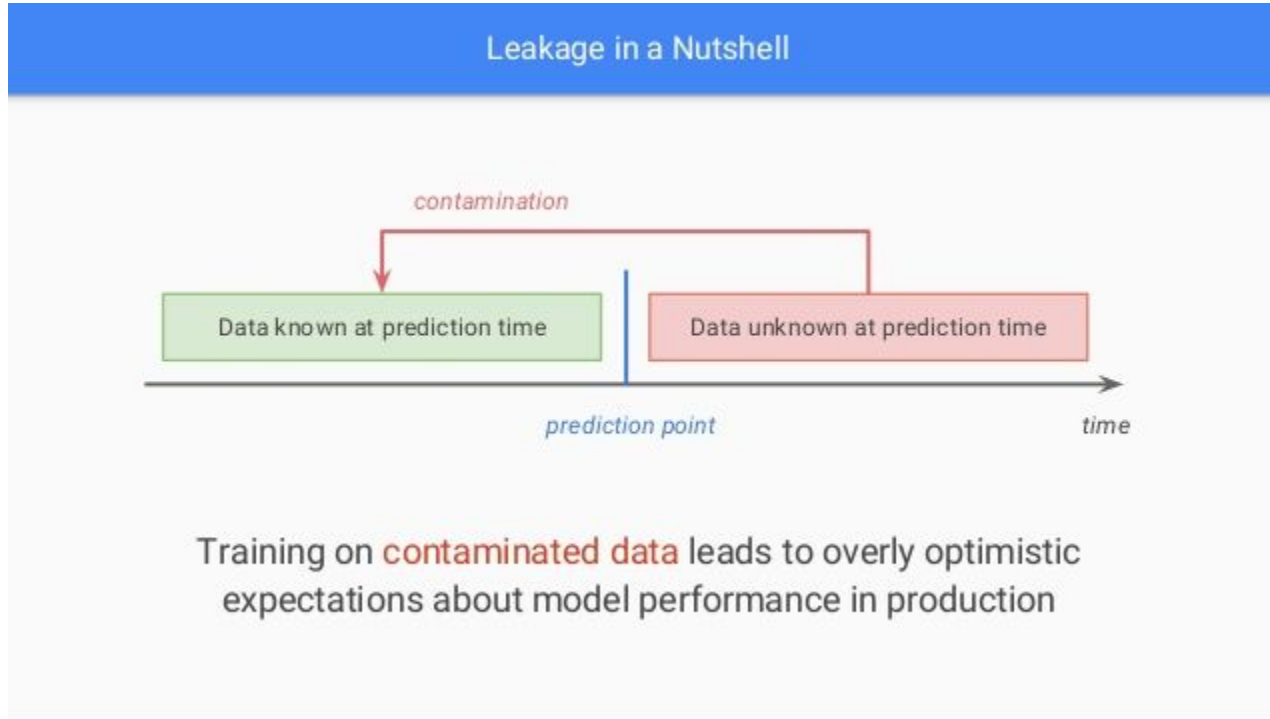 Leakage in a Nutshell
contamination
Data known at prediction time
Data unknown at prediction time
prediction point
time
Training on contaminated data leads to overly optimistic
expectations about model performance in production